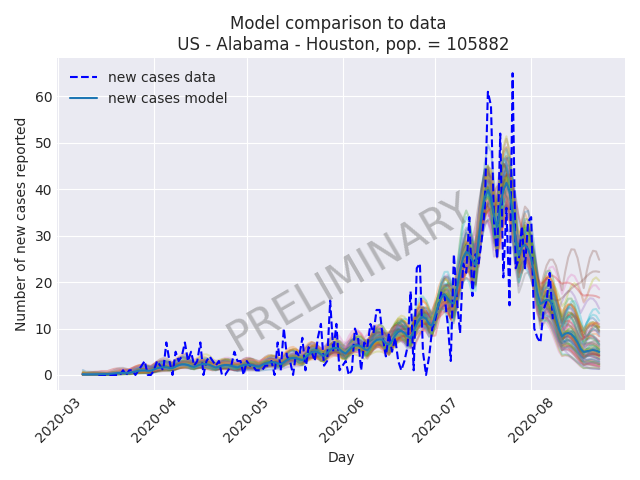 Model comparison to data
US - Alabama - Houston, pop. = 105882
new cases data
new cases model
Number of new cases reported
60
50
40
30
20
10
0
PRELIMINARY
2020-03
2020-04
2020-05
2020-06
2020-07
2020-08
Day